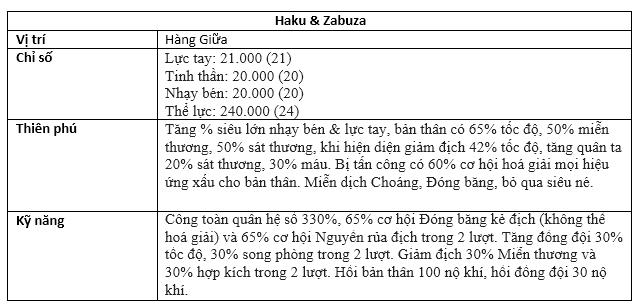 Haku & Zabuza
Vị trí
Hàng Giữa
Chỉ số
Lực tay: 21.000 (21)
Tinh thần: 20.000 (20)
Nhạy bén: 20.000 (20)
Thể lực: 240.000 (24)
Thiên phú
Tăng % siêu lớn nhạy bén & lực tay, bản thân có 65% tốc độ, 50% miễn
thương, 50% sát thương, khi hiện diện giảm địch 42% tốc độ, tăng quân ta
20% sát thương, 30% máu. Bị tấn công có 60% cơ hội hoá giải mọi hiệu
ứng xấu cho bản thân. Miễn dịch Choáng, Đóng băng, bỏ qua siêu né.
Kỹ năng
Công toàn quân hệ số 330%, 65% cơ hội Đóng băng kẻ địch (không thể
hoá giải) và 65% cơ hội Nguyên rủa địch trong 2 lượt. Tăng đồng đội 30%
tốc độ, 30% song phòng trong 2 lượt. Giảm địch 30% Miễn thương và
30% hợp kích trong 2 lượt. Hồi bản thân 100 nộ khí, hồi đồng đội 30 nộ
khí.